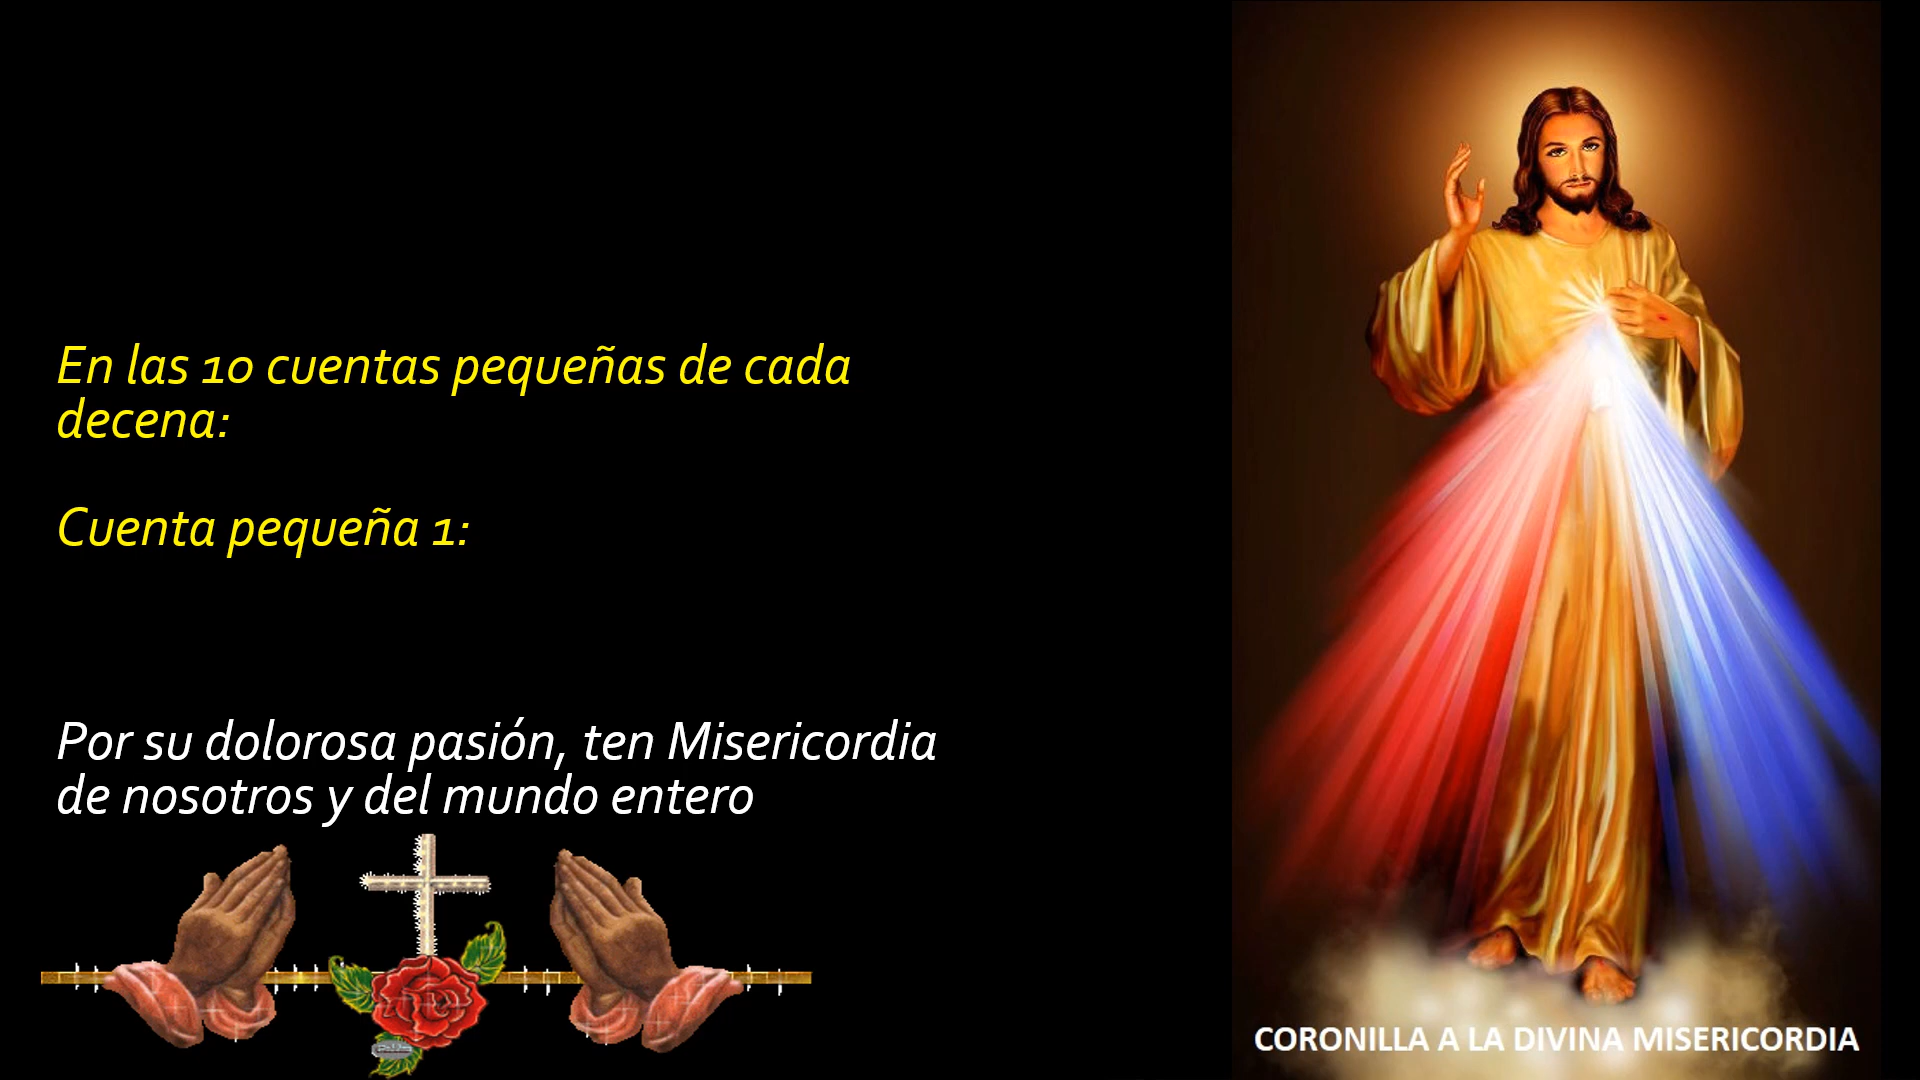 En las 10 cuentas pequeñas de cada
decena:
Cuenta pequeña 1:
Por su dolorosa pasión, ten Misericordia
de nosotros y del mundo entero
CORONILLA A LA DIVINA MISERICORDIA